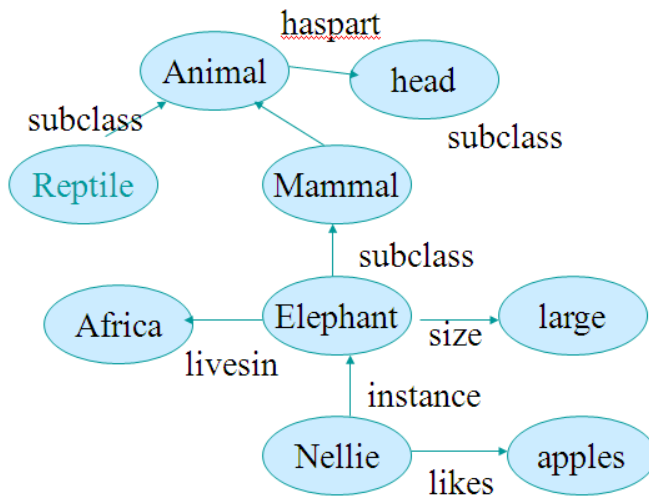 haspart
Animal
head
subclass
subclass
Reptile
Mammal
subclass
Africa
Elephant
large
livesin
size
instance
Nellie
apples
likes